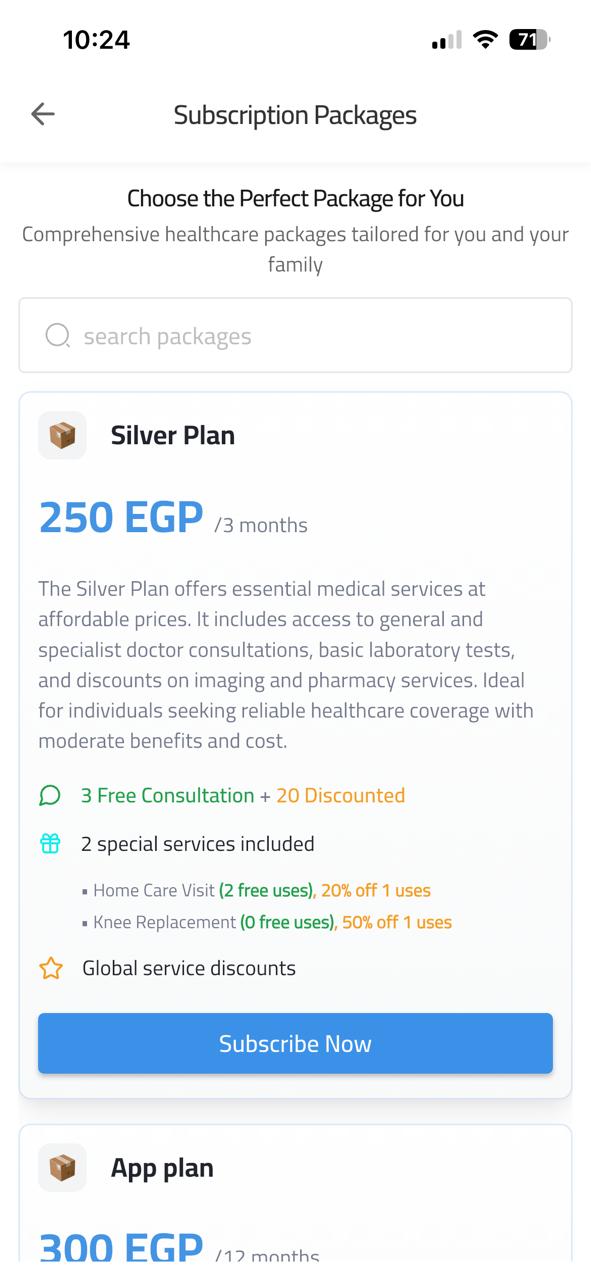 10:24
71
Subscription Packages
Choose the Perfect Package for You
Comprehensive healthcare packages tailored for you and your
family
search packages
Silver Plan
250 EGP /3 months
The Silver Plan offers essential medical services at
affordable prices. It includes access to general and
specialist doctor consultations, basic laboratory tests,
and discounts on imaging and pharmacy services. Ideal
for individuals seeking reliable healthcare coverage with
moderate benefits and cost.
3 Free Consultation + 20 Discounted
2 special services included
▪ Home Care Visit (2 free uses), 20% off 1 uses
▪ Knee Replacement (0 free uses), 50% off 1 uses
Global service discounts
Subscribe Now
App plan
300 EGP /12 months